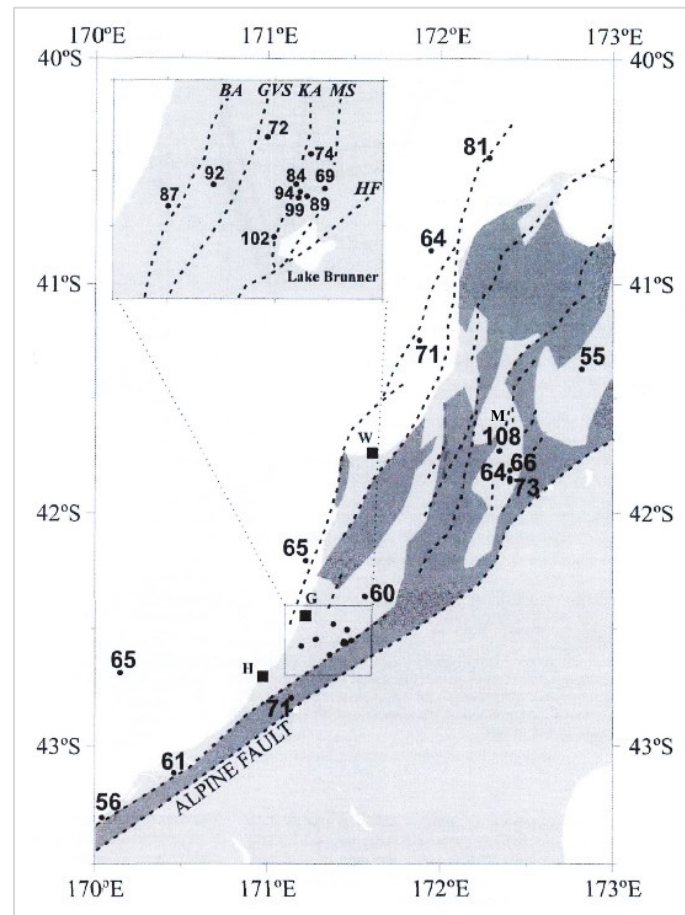 170°S 171°S 172°S 173°S
40°S 40°S
BA GVS KA MS
72
81
74
92 84 69 HF
87 94 89
99
64
102
41°S 41°S
Lake Brunner
71
55
M
108
W
66
64
73
42°S 42°S
65
60
G
65 H
71
43°S 43°S
61
ALPINE FAULT
56
170°S 171°S 172°S 173°S